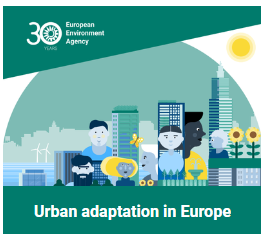 30
YEARS
European
Environment
Agency
Urban adaptation in Europe